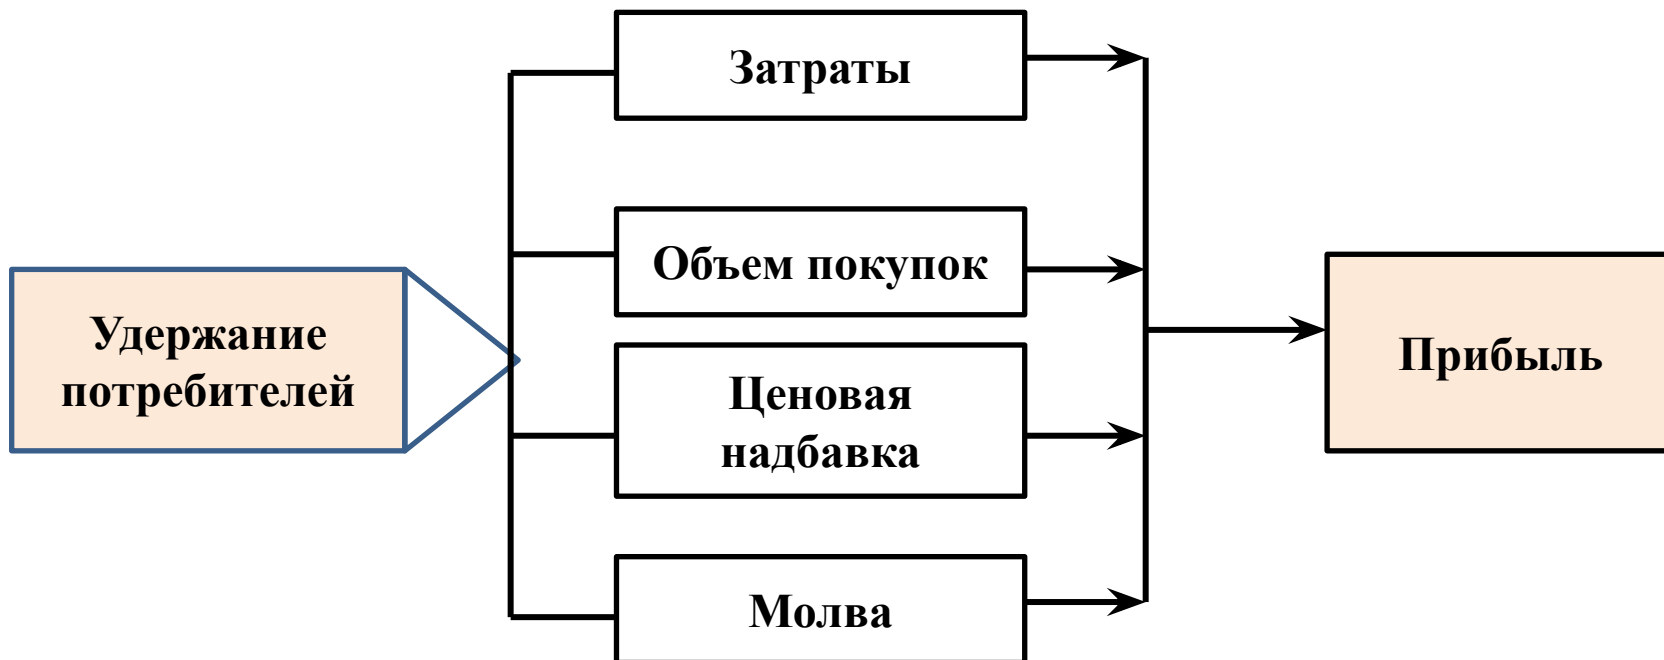 Затраты
Объем покупок
Удержание
потребителей
Ценовая
надбавка
Прибыль
Молва